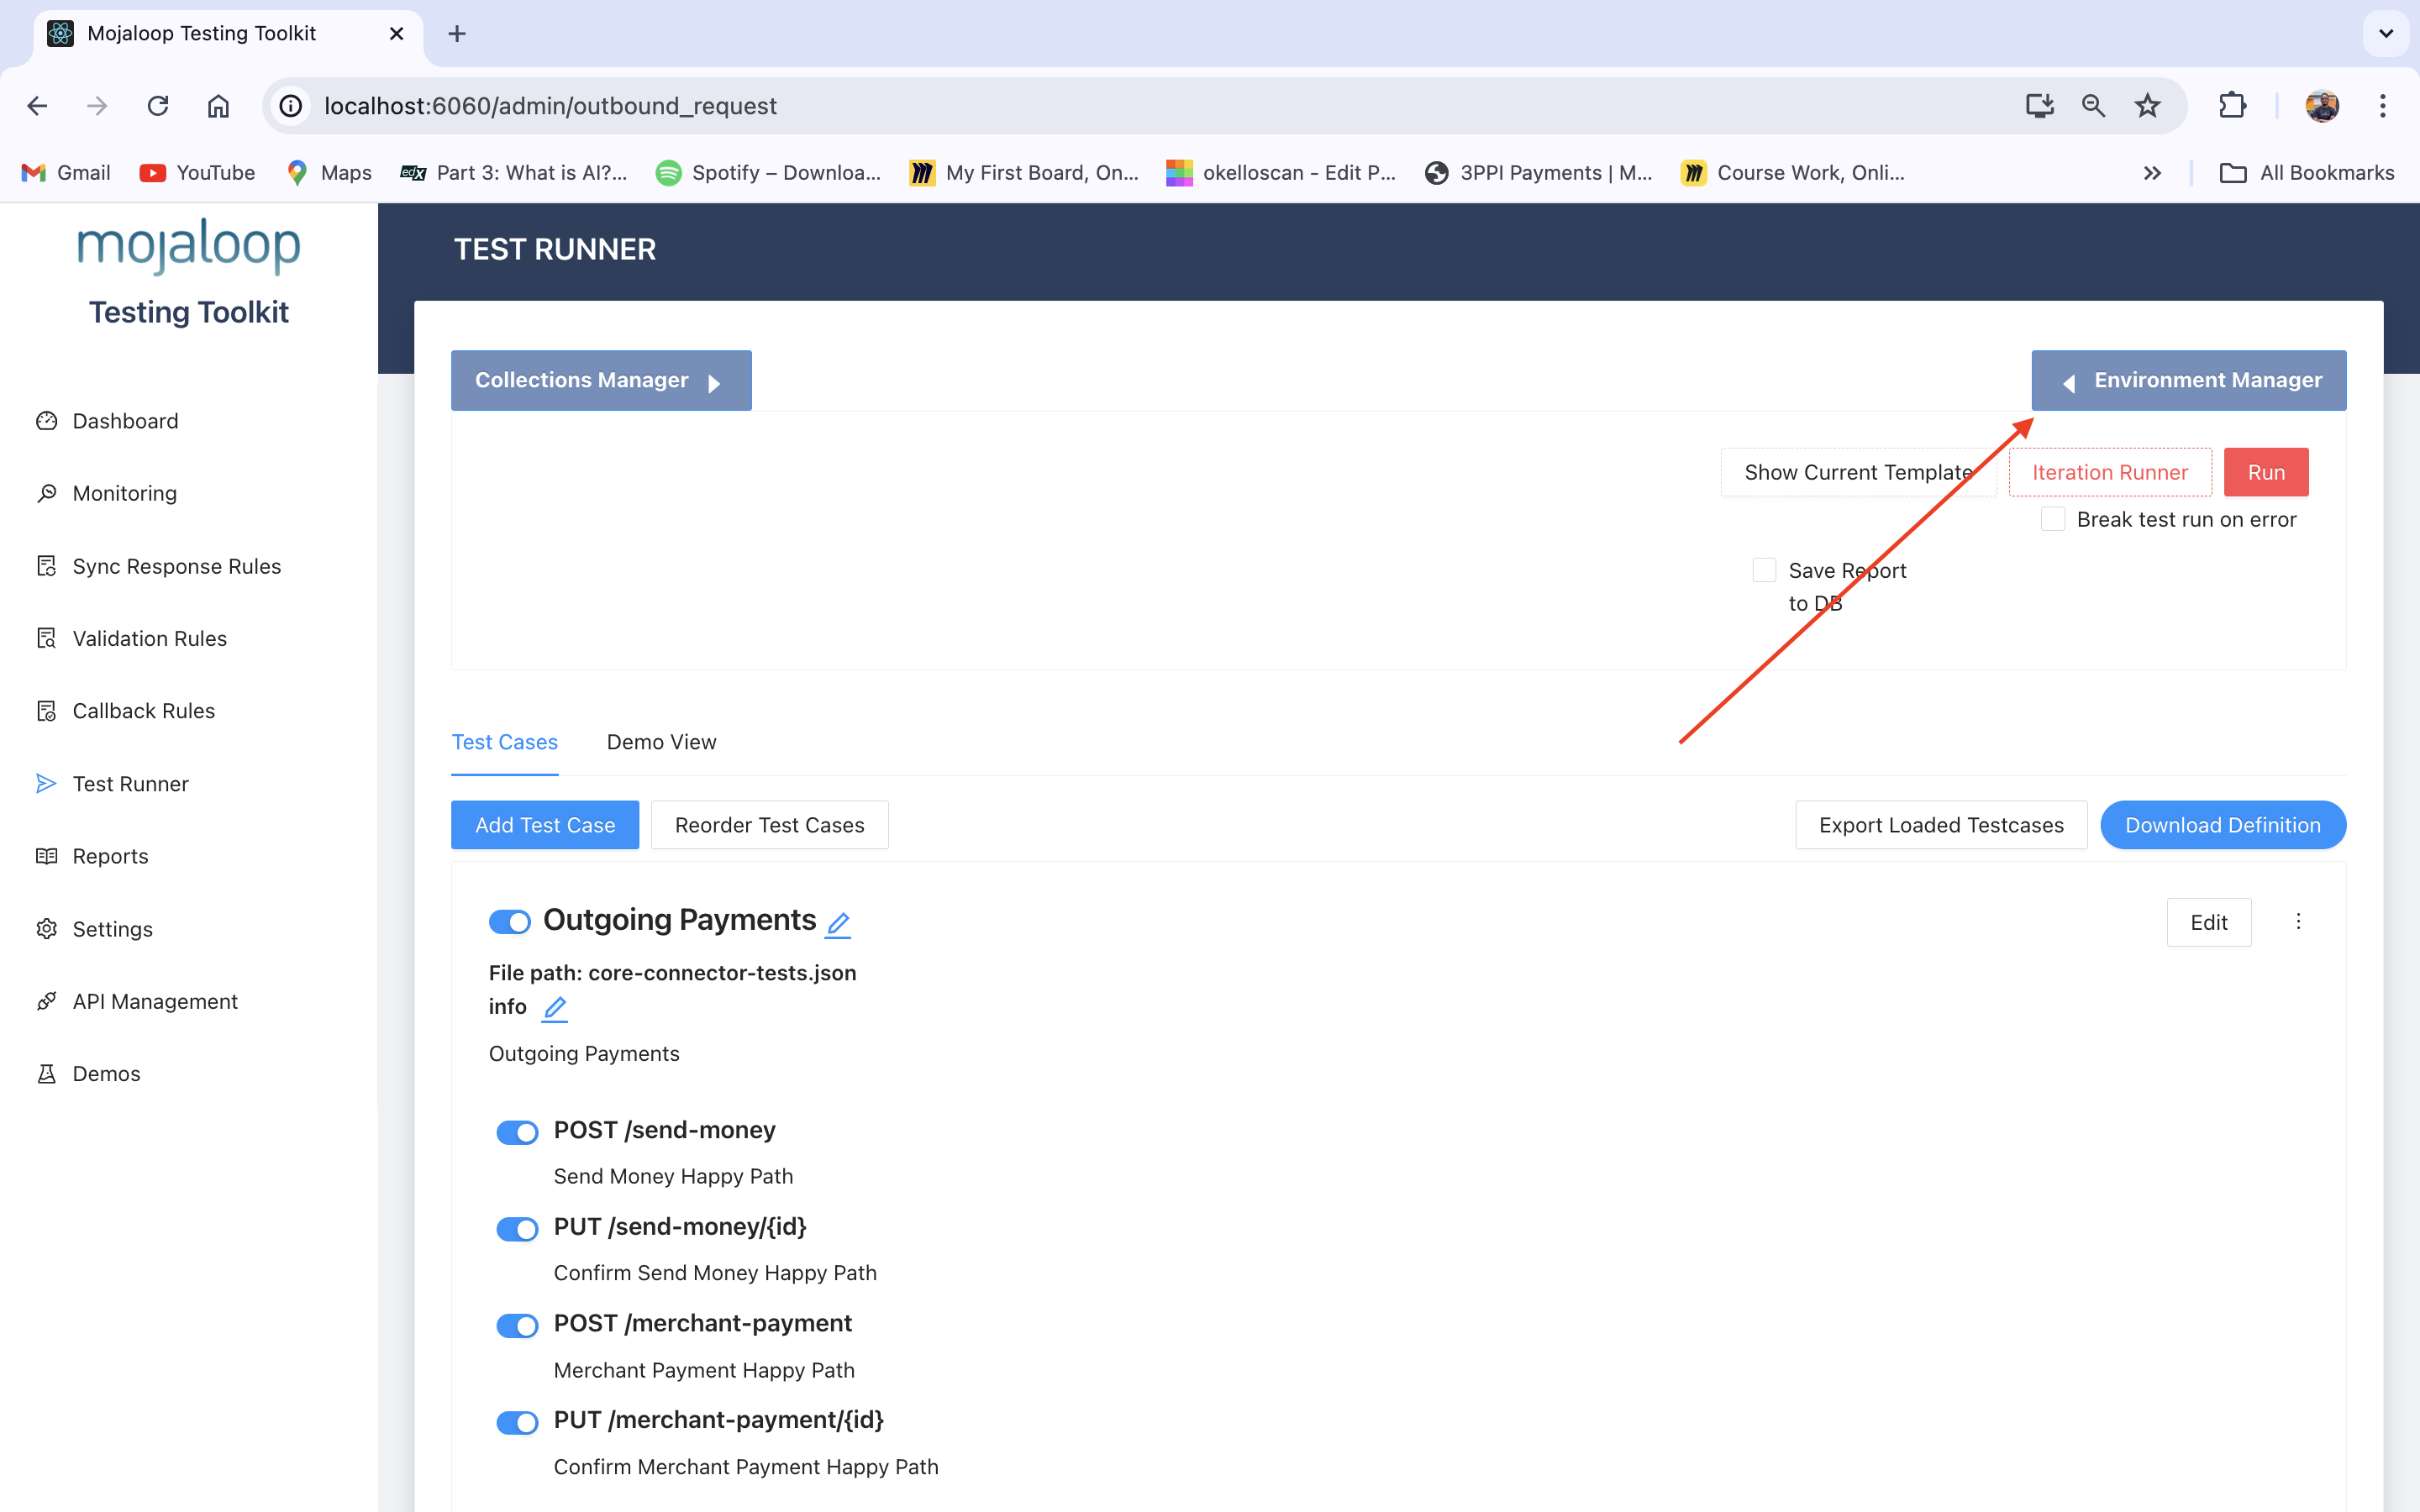 Mojaloop Testing Toolkit
localhost:6060/admin/outbound_request
Gmail
YouTube
Maps
edX
Part 3: What is AI?...
Spotify – Downloa...
My First Board, On...
okelloscan - Edit P...
3PPI Payments | M...
Course Work, Onli...
All Bookmarks
mojaloop
Testing Toolkit
Dashboard
Monitoring
Sync Response Rules
Validation Rules
Callback Rules
Test Runner
Reports
Settings
API Management
Demos
TEST RUNNER
Collections Manager
Environment Manager
Show Current Template
Iteration Runner
Run
Break test run on error
Save Report
to DB
Test Cases
Demo View
Add Test Case
Reorder Test Cases
Export Loaded Testcases
Download Definition
Outgoing Payments
Edit
File path: core-connector-tests.json
info
Outgoing Payments
POST /send-money
Send Money Happy Path
PUT /send-money/{id}
Confirm Send Money Happy Path
POST /merchant-payment
Merchant Payment Happy Path
PUT /merchant-payment/{id}
Confirm Merchant Payment Happy Path